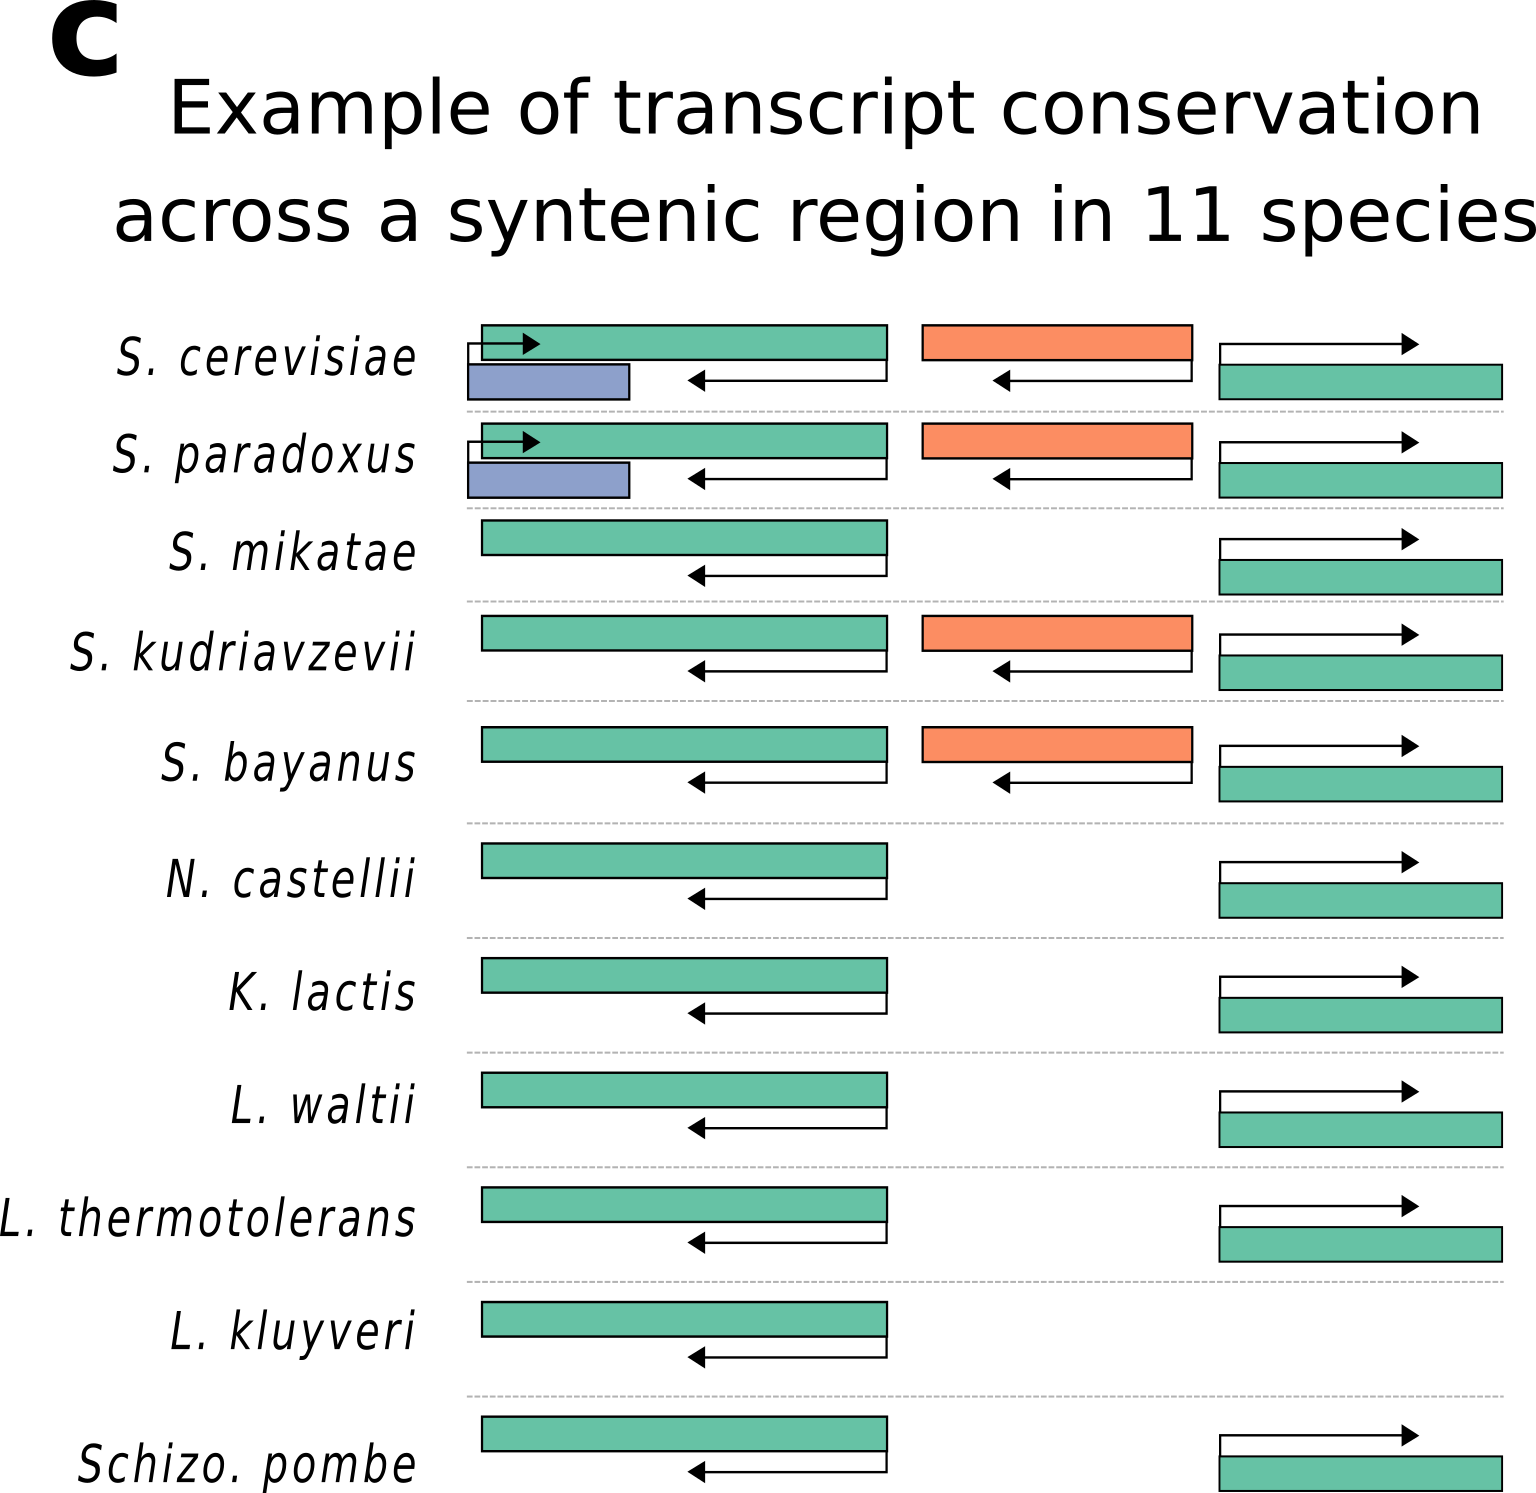 c
Example of transcript conservation
across a syntenic region in 11 species
S. cerevisiae
S. paradoxus
S. mikatae
S. kudriavzevii
S. bayanus
N. castellii
K. lactis
L. waltii
L. thermotolerans
L. kluyveri
Schizo. pombe